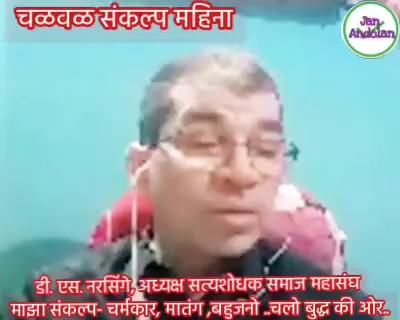 चळवळ संकल्प महिना
Jan
Andolan
डी. एस. नरसिंगे, अध्यक्ष सत्यशोधक समाज महासंघ
माझा संकल्प- चर्मकार, मातंग ,बहुजनो ..चलो बुद्ध की ओर..